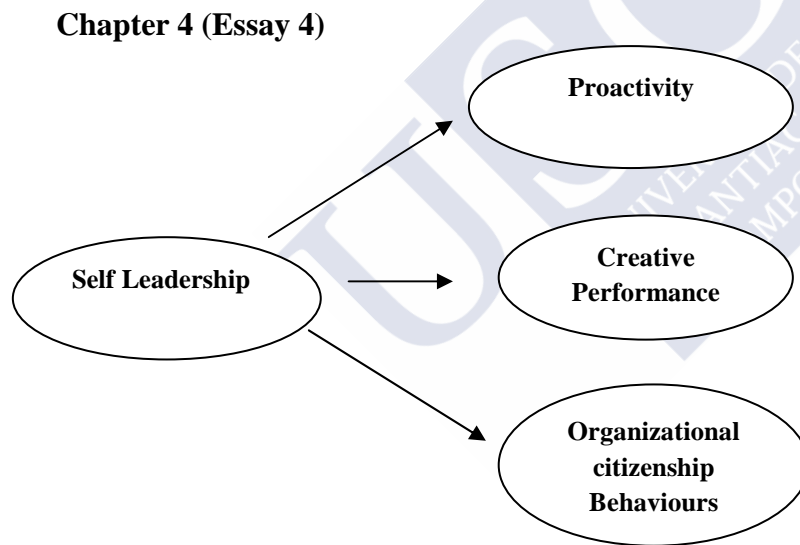 Chapter 4 (Essay 4)
Proactivity
Self Leadership
Creative
Performance
Organizational
citizenship
Behaviours